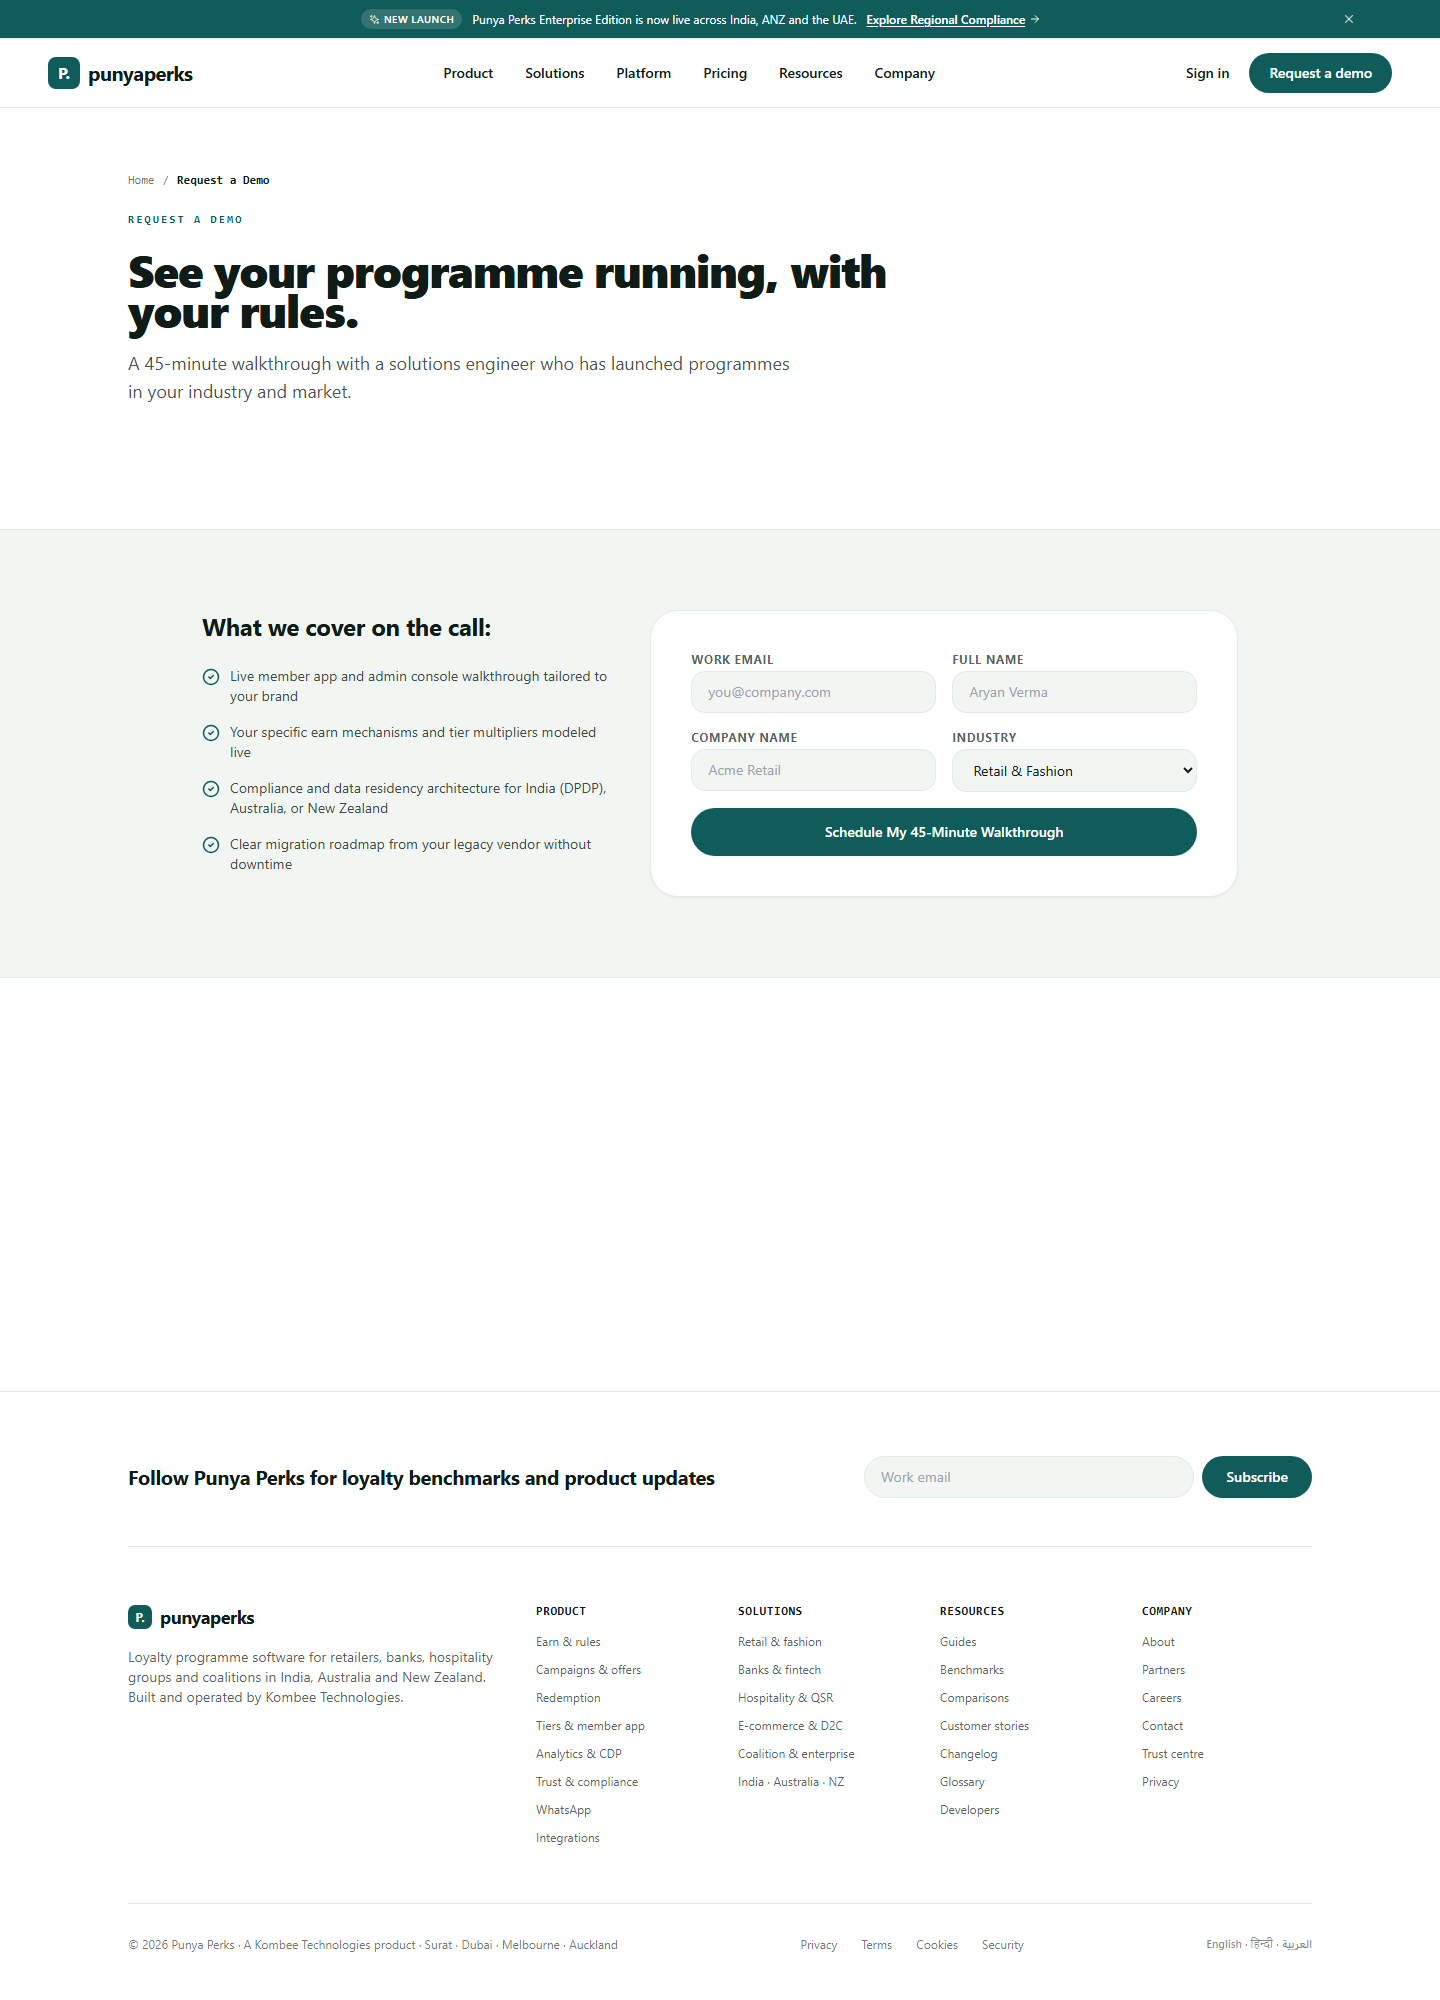 NEW LAUNCH Punya Perks Enterprise Edition is now live across India, ANZ and the UAE. Explore Regional Compliance →
P. punyaperks
Product Solutions Platform Pricing Resources Company
Sign in Request a demo
Home / Request a Demo
REQUEST A DEMO
See your programme running, with
your rules.
A 45-minute walkthrough with a solutions engineer who has launched programmes
in your industry and market.
What we cover on the call:
Live member app and admin console walkthrough tailored to
your brand
Your specific earn mechanisms and tier multipliers modeled
live
Compliance and data residency architecture for India (DPDP),
Australia, or New Zealand
Clear migration roadmap from your legacy vendor without
downtime
WORK EMAIL FULL NAME
you@company.com Aryan Verma
COMPANY NAME INDUSTRY
Acme Retail Retail & Fashion
Schedule My 45-Minute Walkthrough
Follow Punya Perks for loyalty benchmarks and product updates
Work email Subscribe
P. punyaperks
Loyalty programme software for retailers, banks, hospitality
groups and coalitions in India, Australia and New Zealand.
Built and operated by Kombee Technologies.
PRODUCT
Earn & rules
Campaigns & offers
Redemption
Tiers & member app
Analytics & CDP
Trust & compliance
WhatsApp
Integrations
SOLUTIONS
Retail & fashion
Banks & fintech
Hospitality & QSR
E-commerce & D2C
Coalition & enterprise
India · Australia · NZ
RESOURCES
Guides
Benchmarks
Comparisons
Customer stories
Changelog
Glossary
Developers
COMPANY
About
Partners
Careers
Contact
Trust centre
Privacy
© 2026 Punya Perks · A Kombee Technologies product · Surat · Dubai · Melbourne · Auckland
Privacy Terms Cookies Security
English · हिन्दी · العربية